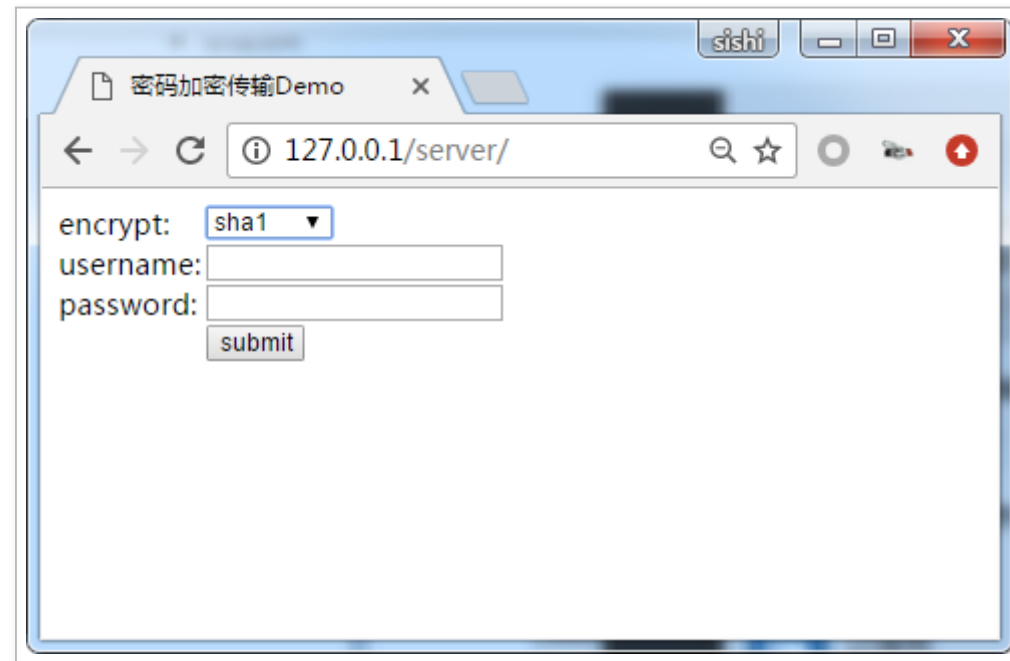 sishi
密码加密传输Demo
127.0.0.1/server/
encrypt: sha1
username:
password:
submit